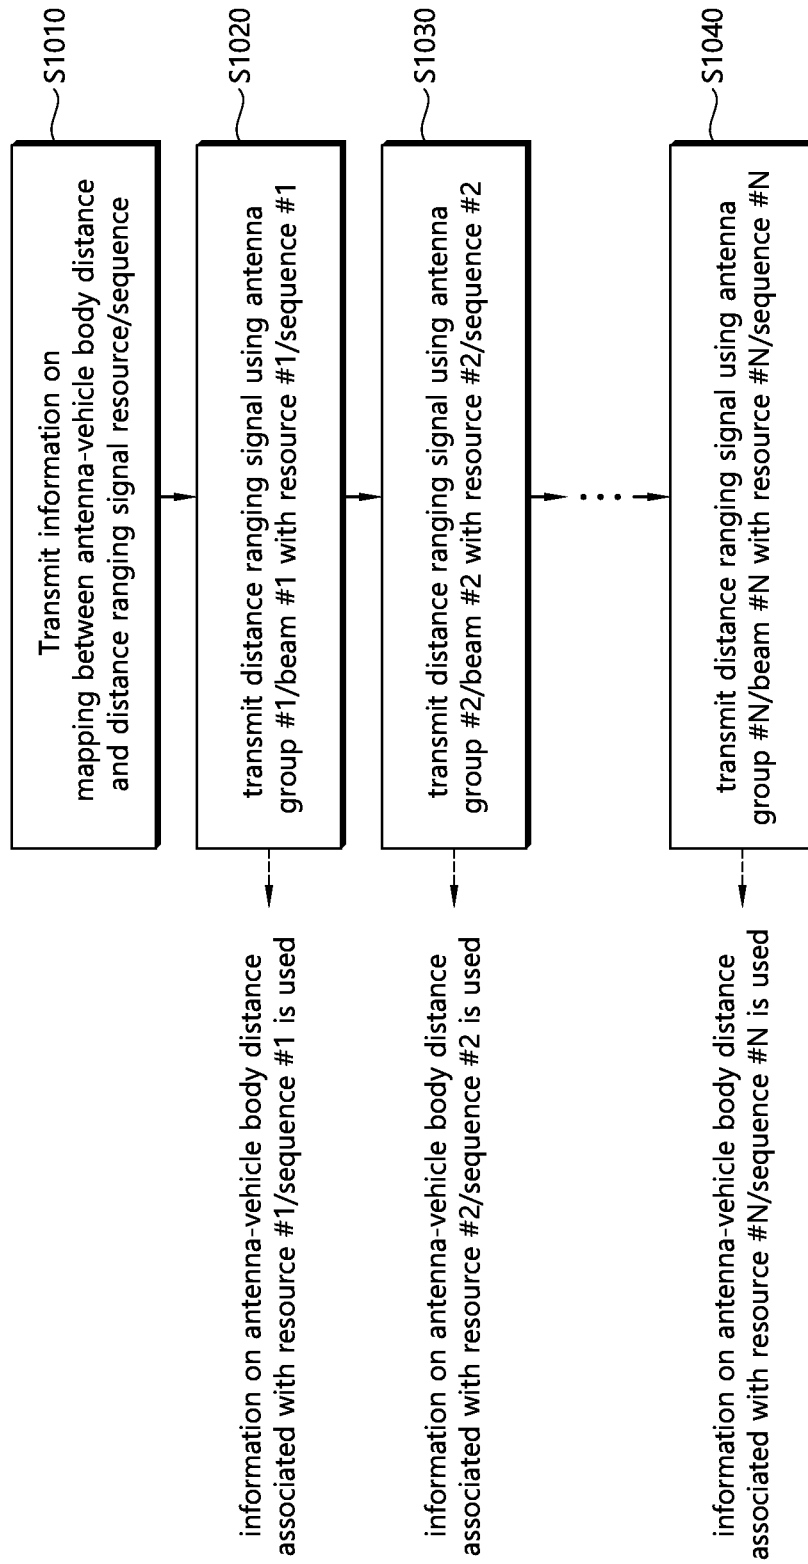 S1010
Transmit information on
mapping between antenna-vehicle body distance
and distance ranging signal resource/sequence
S1020
transmit distance ranging signal using antenna
group #1/beam #1 with resource #1/sequence #1
information on antenna-vehicle body distance
associated with resource #1/sequence #1 is used
S1030
transmit distance ranging signal using antenna
group #2/beam #2 with resource #2/sequence #2
information on antenna-vehicle body distance
associated with resource #2/sequence #2 is used
S1040
transmit distance ranging signal using antenna
group #N/beam #N with resource #N/sequence #N
information on antenna-vehicle body distance
associated with resource #N/sequence #N is used